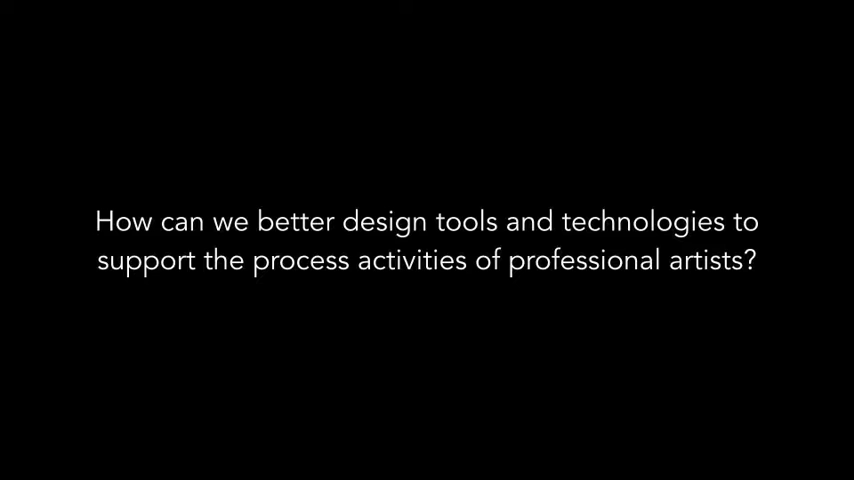 How can we better design tools and technologies to
support the process activities of professional artists?